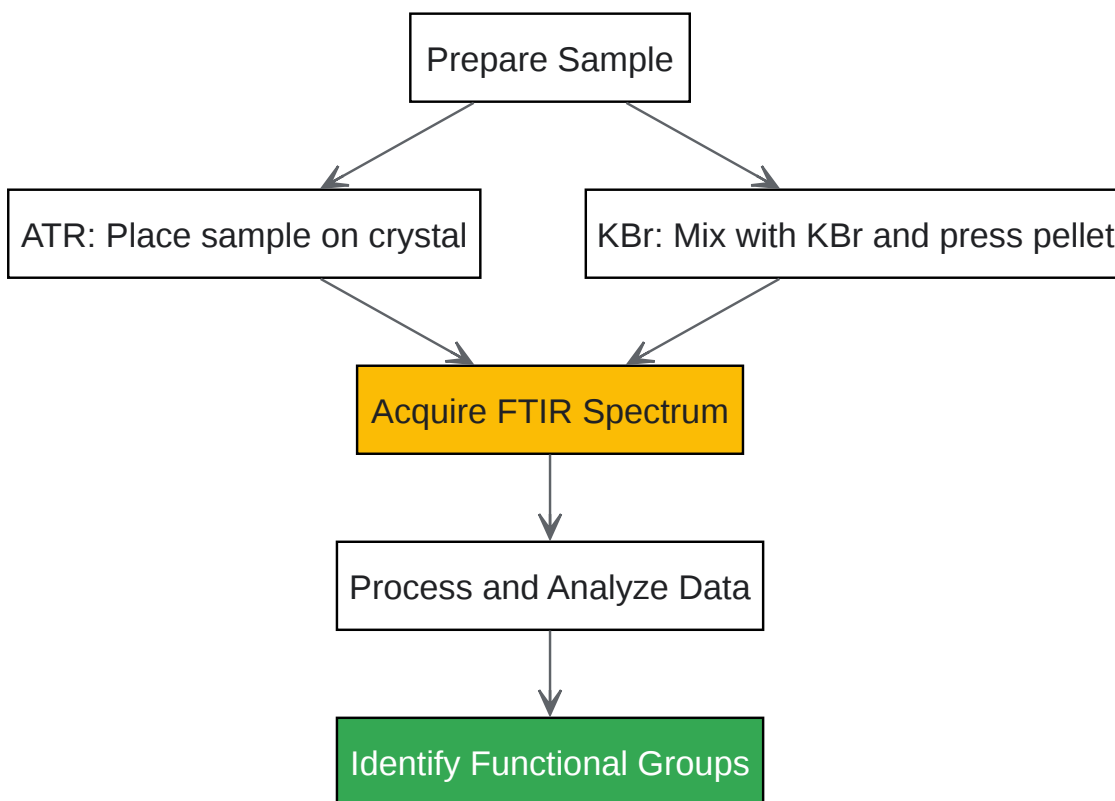 Prepare Sample
ATR: Place sample on crystal
KBr: Mix with KBr and press pellet
Acquire FTIR Spectrum
Process and Analyze Data
Identify Functional Groups